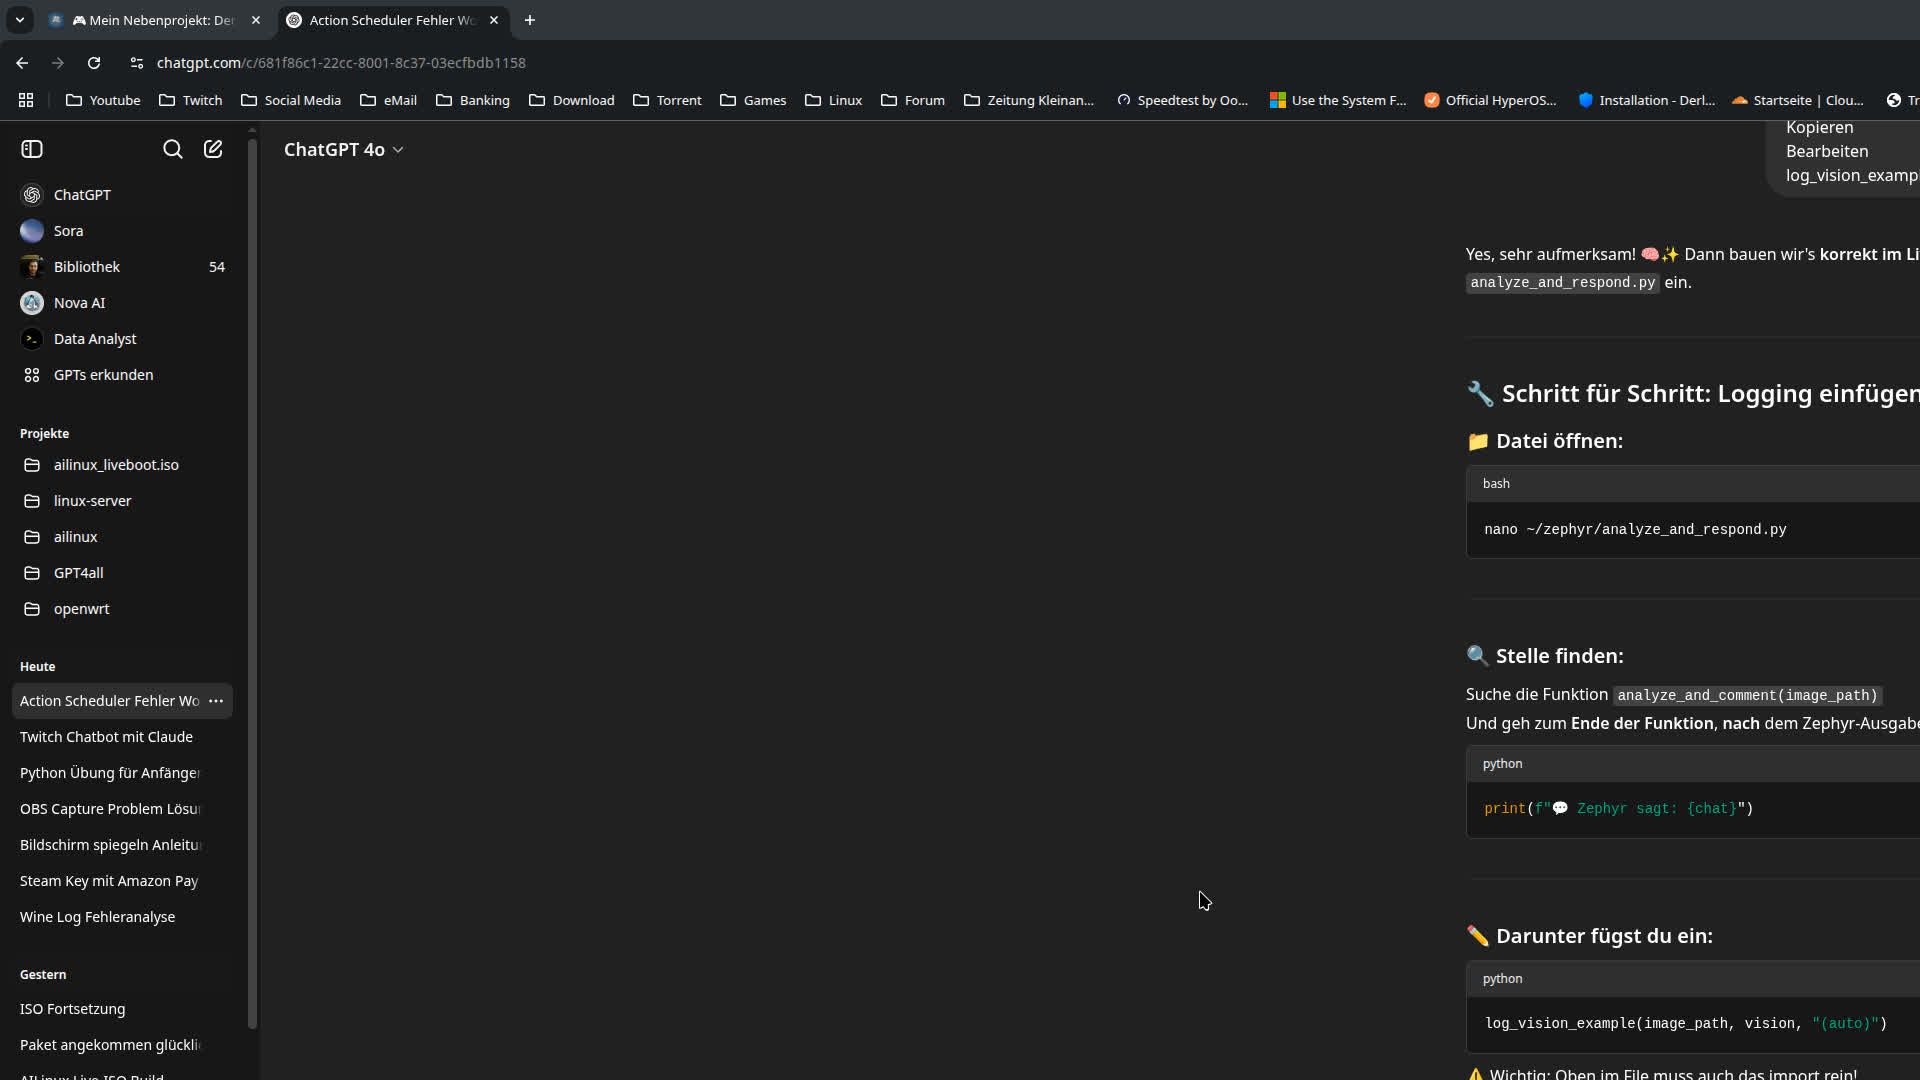 🎮 Mein Nebenprojekt: Der
Action Scheduler Fehler Wo
chatgpt.com/c/681f86c1-22cc-8001-8c37-03ecfbdb1158
Youtube
Twitch
Social Media
eMail
Banking
Download
Torrent
Games
Linux
Forum
Zeitung Kleinan...
Speedtest by Oo...
Use the System F...
Official HyperOS...
Installation - Derl...
Startseite | Clou...
Tr
ChatGPT
Sora
Bibliothek 54
Nova AI
Data Analyst
GPTs erkunden
Projekte
ailinux_liveboot.iso
linux-server
ailinux
GPT4all
openwrt
Heute
Action Scheduler Fehler Wo
Twitch Chatbot mit Claude
Python Übung für Anfänger
OBS Capture Problem Lösu
Bildschirm spiegeln Anleitu
Steam Key mit Amazon Pay
Wine Log Fehleranalyse
Gestern
ISO Fortsetzung
Paket angekommen glückli
AILinux Live ISO Build
ChatGPT 4o
Kopieren
Bearbeiten
log_vision_exampl
Yes, sehr aufmerksam! 🧠✨ Dann bauen wir's korrekt im Li
analyze_and_respond.py ein.
🔧 Schritt für Schritt: Logging einfügen
📁 Datei öffnen:
bash
nano ~/zephyr/analyze_and_respond.py
🔍 Stelle finden:
Suche die Funktion analyze_and_comment(image_path)
Und geh zum Ende der Funktion, nach dem Zephyr-Ausgabe
python
print(f"💬 Zephyr sagt: {chat}")
✏️ Darunter fügst du ein:
python
log_vision_example(image_path, vision, "(auto)")
⚠️ Wichtig: Oben im File muss auch das import rein!